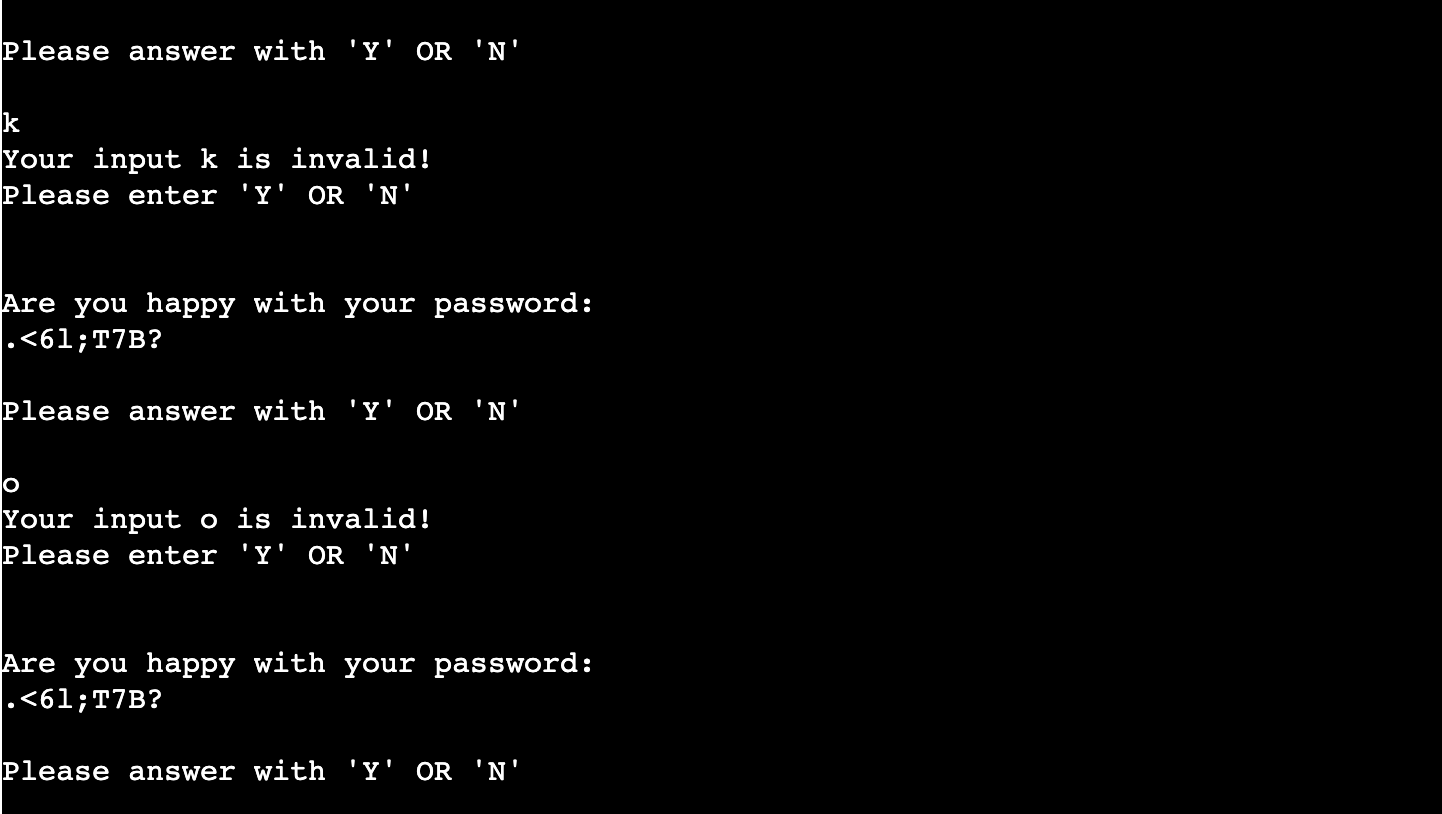 Please answer with 'Y' OR 'N'
k
Your input k is invalid!
Please enter 'Y' OR 'N'
Are you happy with your password:
.<6l;T7B?
Please answer with 'Y' OR 'N'
o
Your input o is invalid!
Please enter 'Y' OR 'N'
Are you happy with your password:
.<6l;T7B?
Please answer with 'Y' OR 'N'